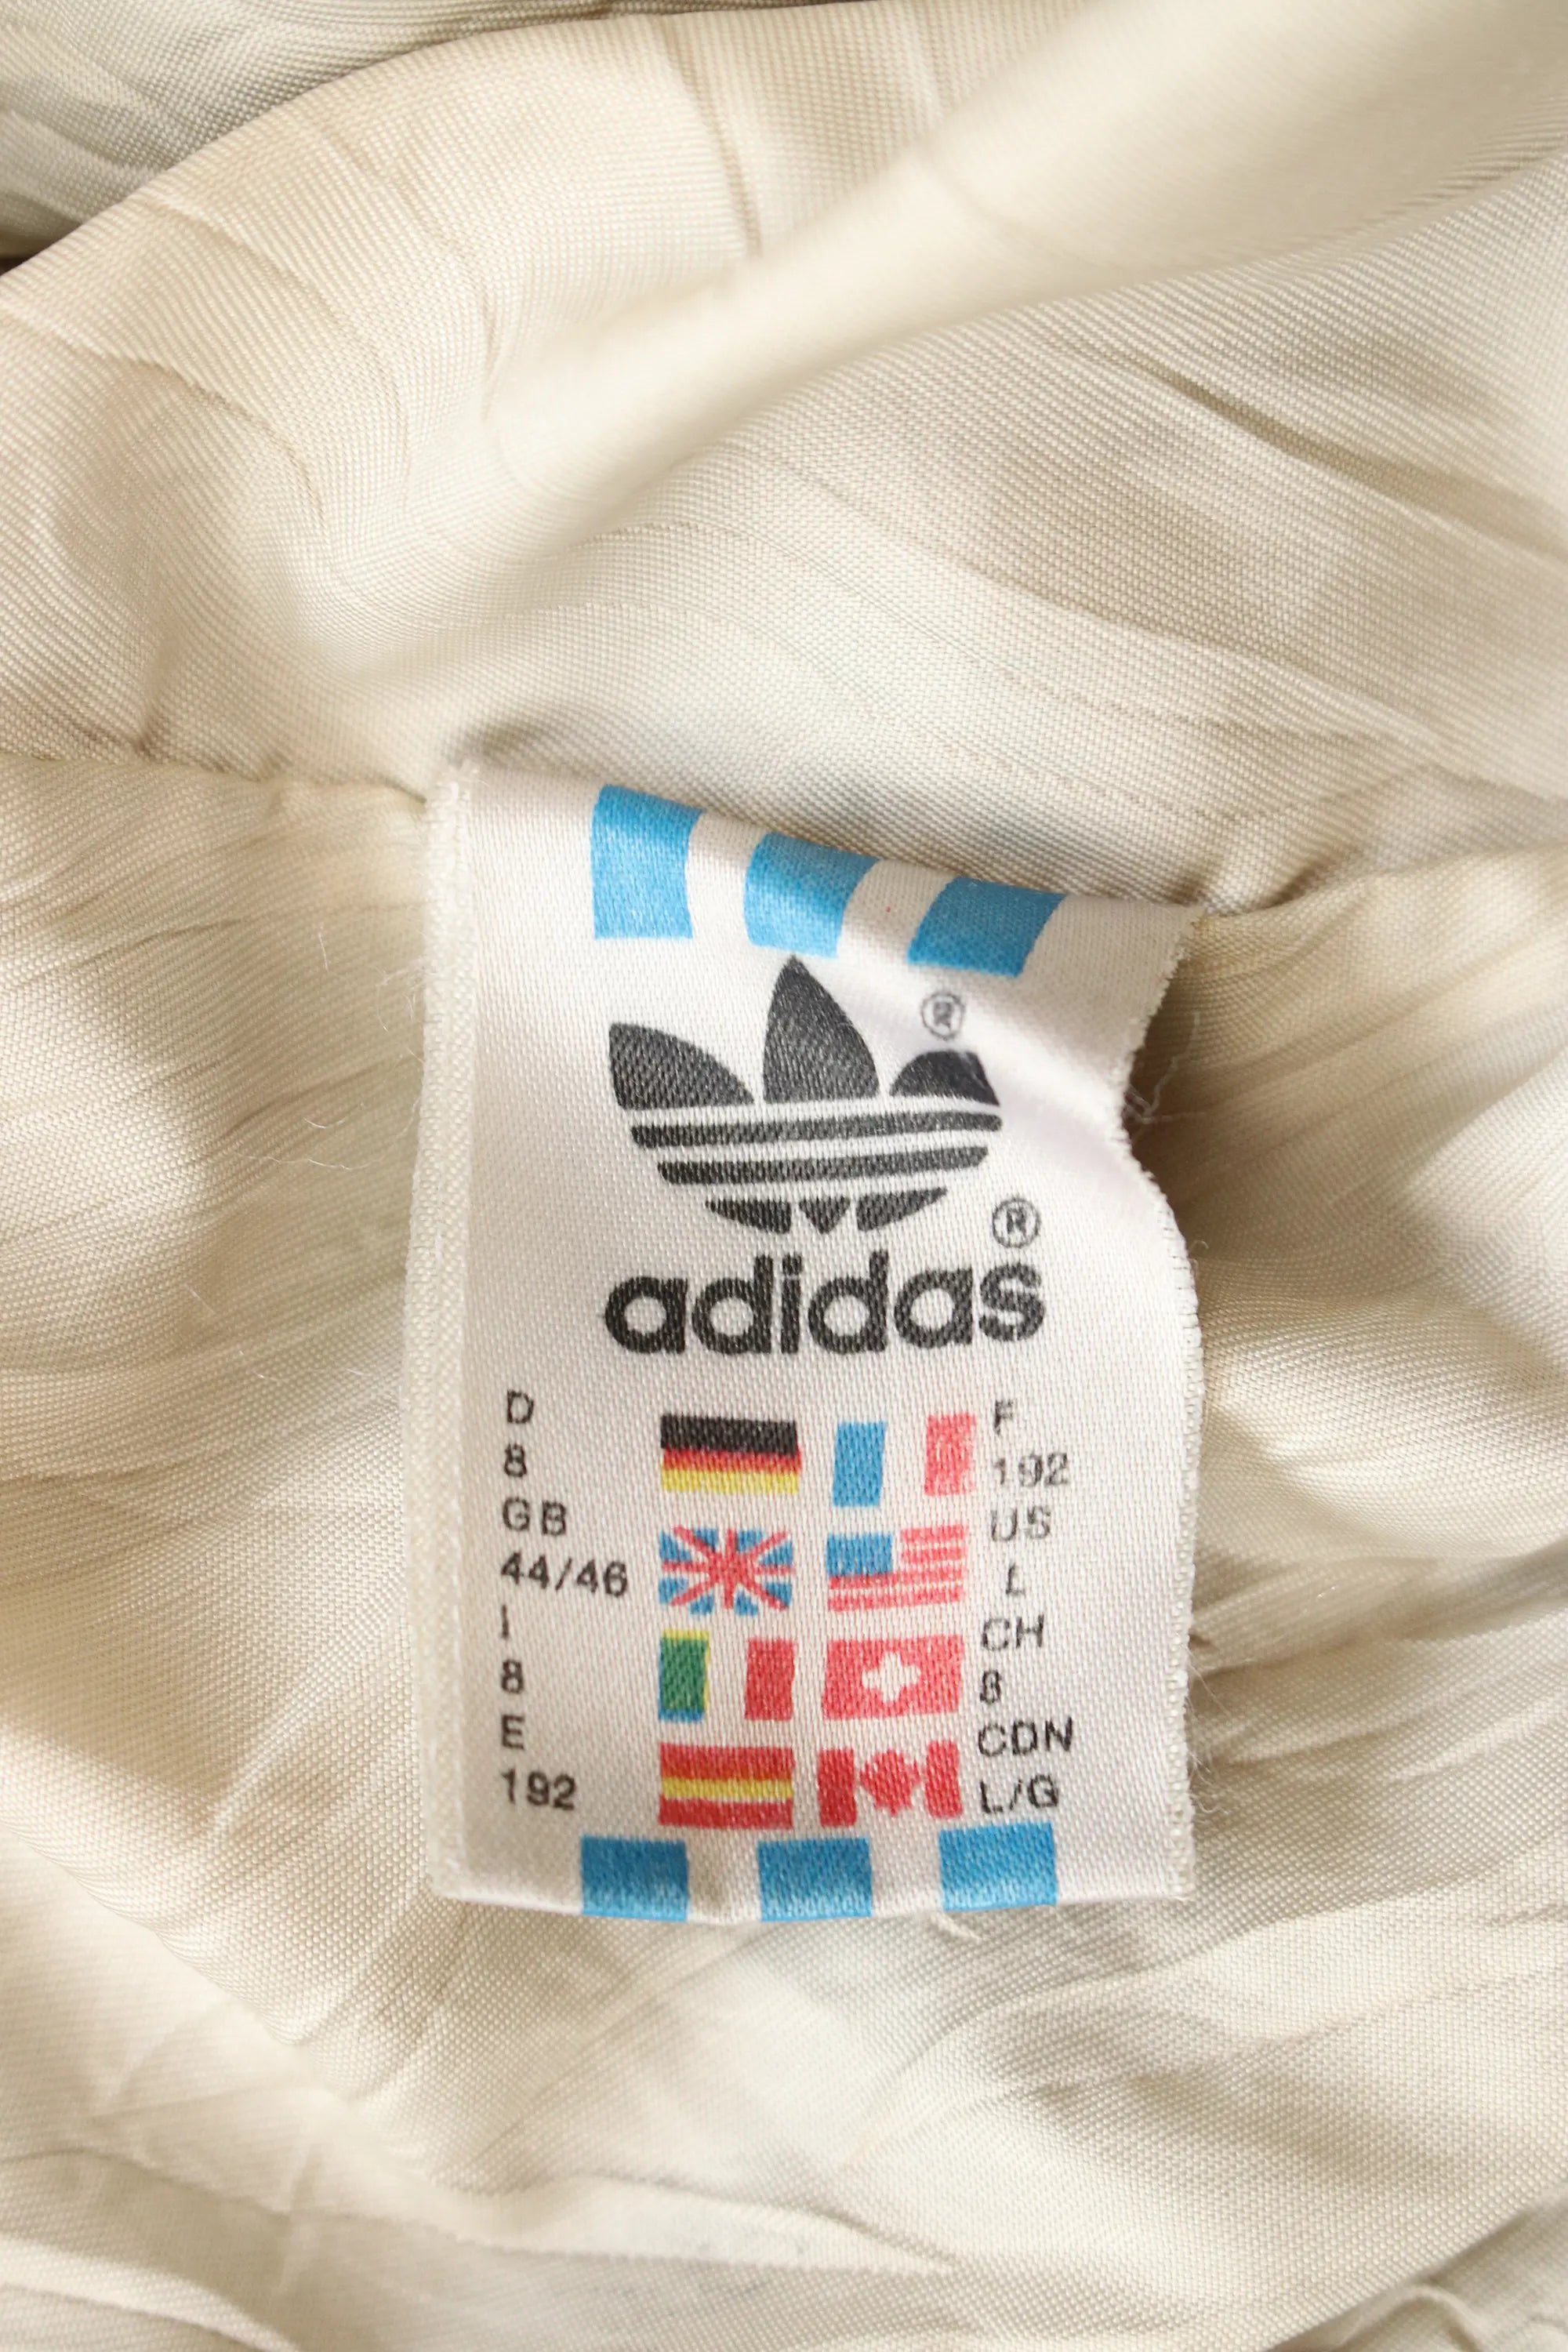 ®
®
adidas
D
8
GB
44/46
I
8
E
192
F
192
US
L
CH
8
CDN
L/G